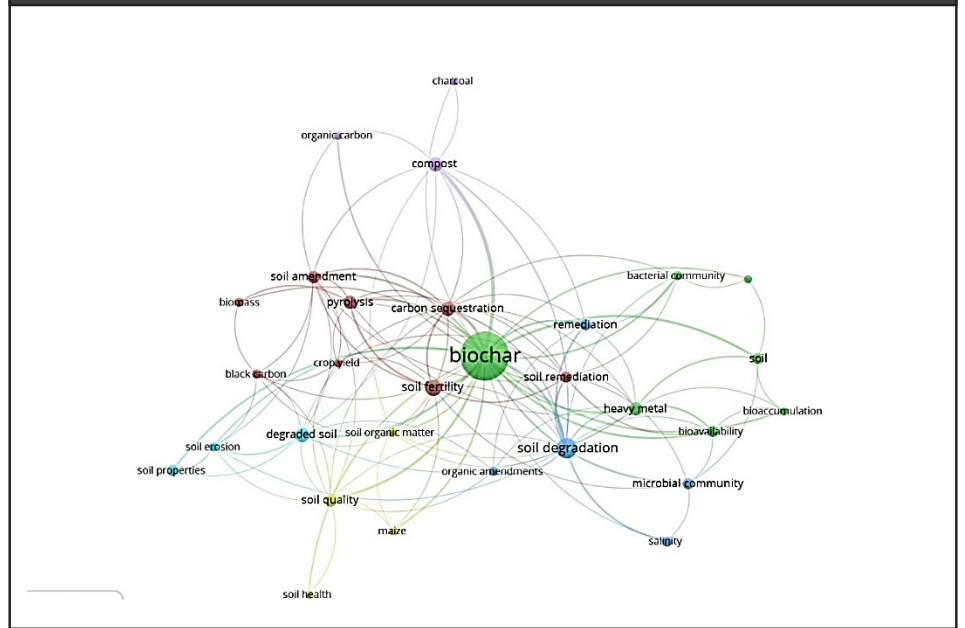 charcoal
organic carbon
compost
soil amendment
bacterial community
biomass
pyrolysis
carbon sequestration
remediation
biochar
soil
crop yield
black carbon
soil remediation
soil fertility
heavy metal
bioaccumulation
bioavailability
degraded soil
soil organic matter
soil erosion
soil degradation
soil properties
organic amendments
microbial community
soil quality
maize
salinity
soil health